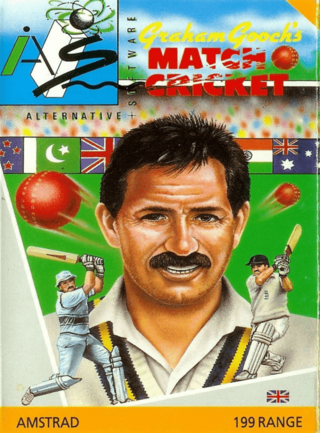 Graham Gooch's
MATCH
CRICKET
ALTERNATIVE + SOFTWARE
AMSTRAD
199 RANGE